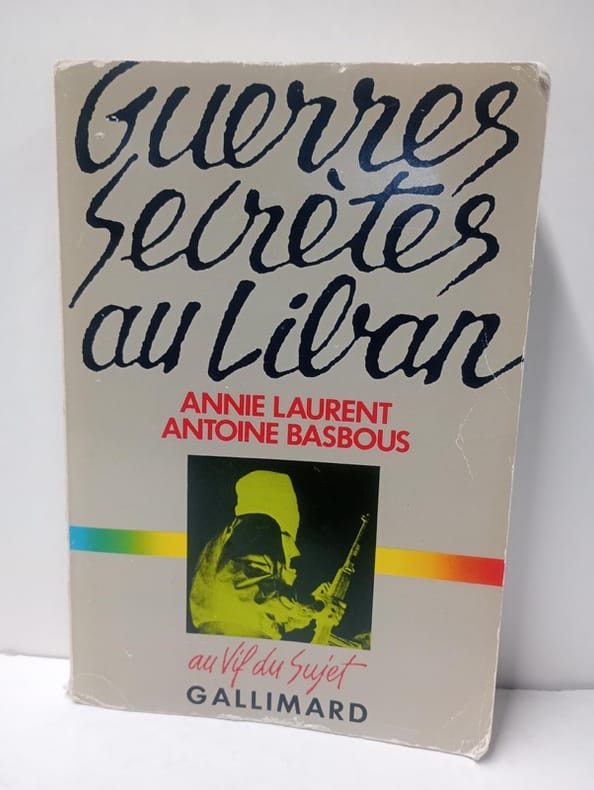 Guerres
Secrètes
au Liban
ANNIE LAURENT
ANTOINE BASBOUS
au Vif du Sujet
GALLIMARD